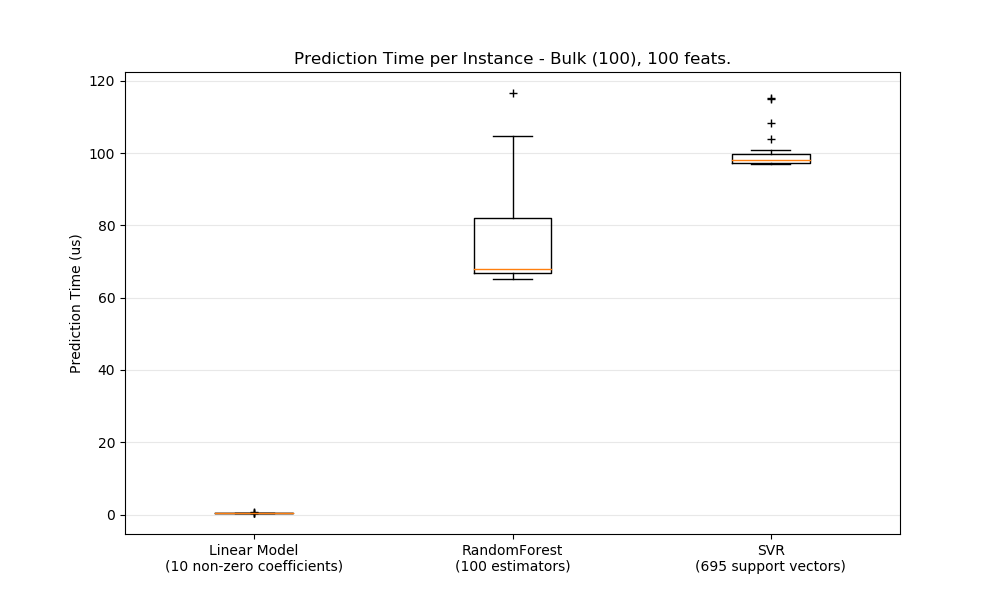 Prediction Time per Instance - Bulk (100), 100 feats.
120
100
80
60
40
20
0
Prediction Time (us)
Linear Model
(10 non-zero coefficients)
RandomForest
(100 estimators)
SVR
(695 support vectors)